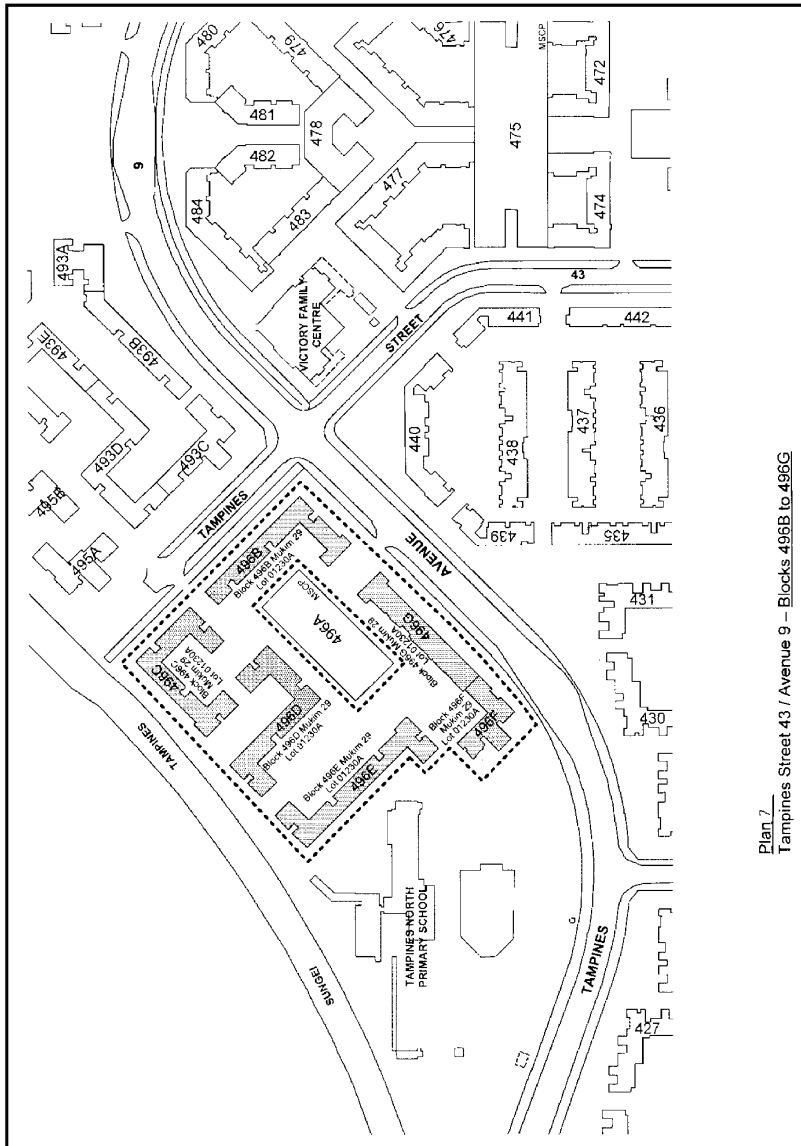 480
479
481
482
478
484
483
477
476
MSCP
472
475
474
9
43
STREET
VICTORY FAMILY
CENTRE
493A
493E
493B
493D
493C
495B
495A
TAMPINES
441
442
440
438
437
436
439
435
AVENUE
496B
Block 496B Mukim 29
Lot 01230A
MSCP
496A
496C
Block 496C
Mukim 29
Lot 01230A
496D
Block 496D Mukim 29
Lot 01230A
496E
Block 496E Mukim 29
Lot 01230A
496G
Block 496G Mukim 29
Lot 01230A
496F
Block 496F
Mukim 29
Lot 01230A
431
430
427
TAMPINES
SUNGEI
TAMPINES NORTH
PRIMARY SCHOOL
TAMPINES
Plan 7
Tampines Street 43 / Avenue 9 – Blocks 496B to 496G